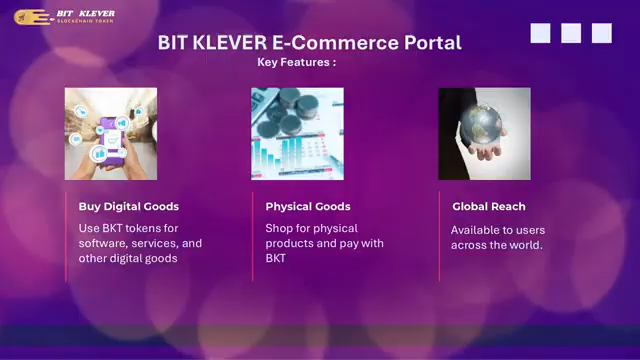 BIT KLEVER
BLOCKCHAIN TOKEN
BIT KLEVER E-Commerce Portal
Key Features :
Buy Digital Goods
Use BKT tokens for
software, services, and
other digital goods
Physical Goods
Shop for physical
products and pay with
BKT
Global Reach
Available to users
across the world.